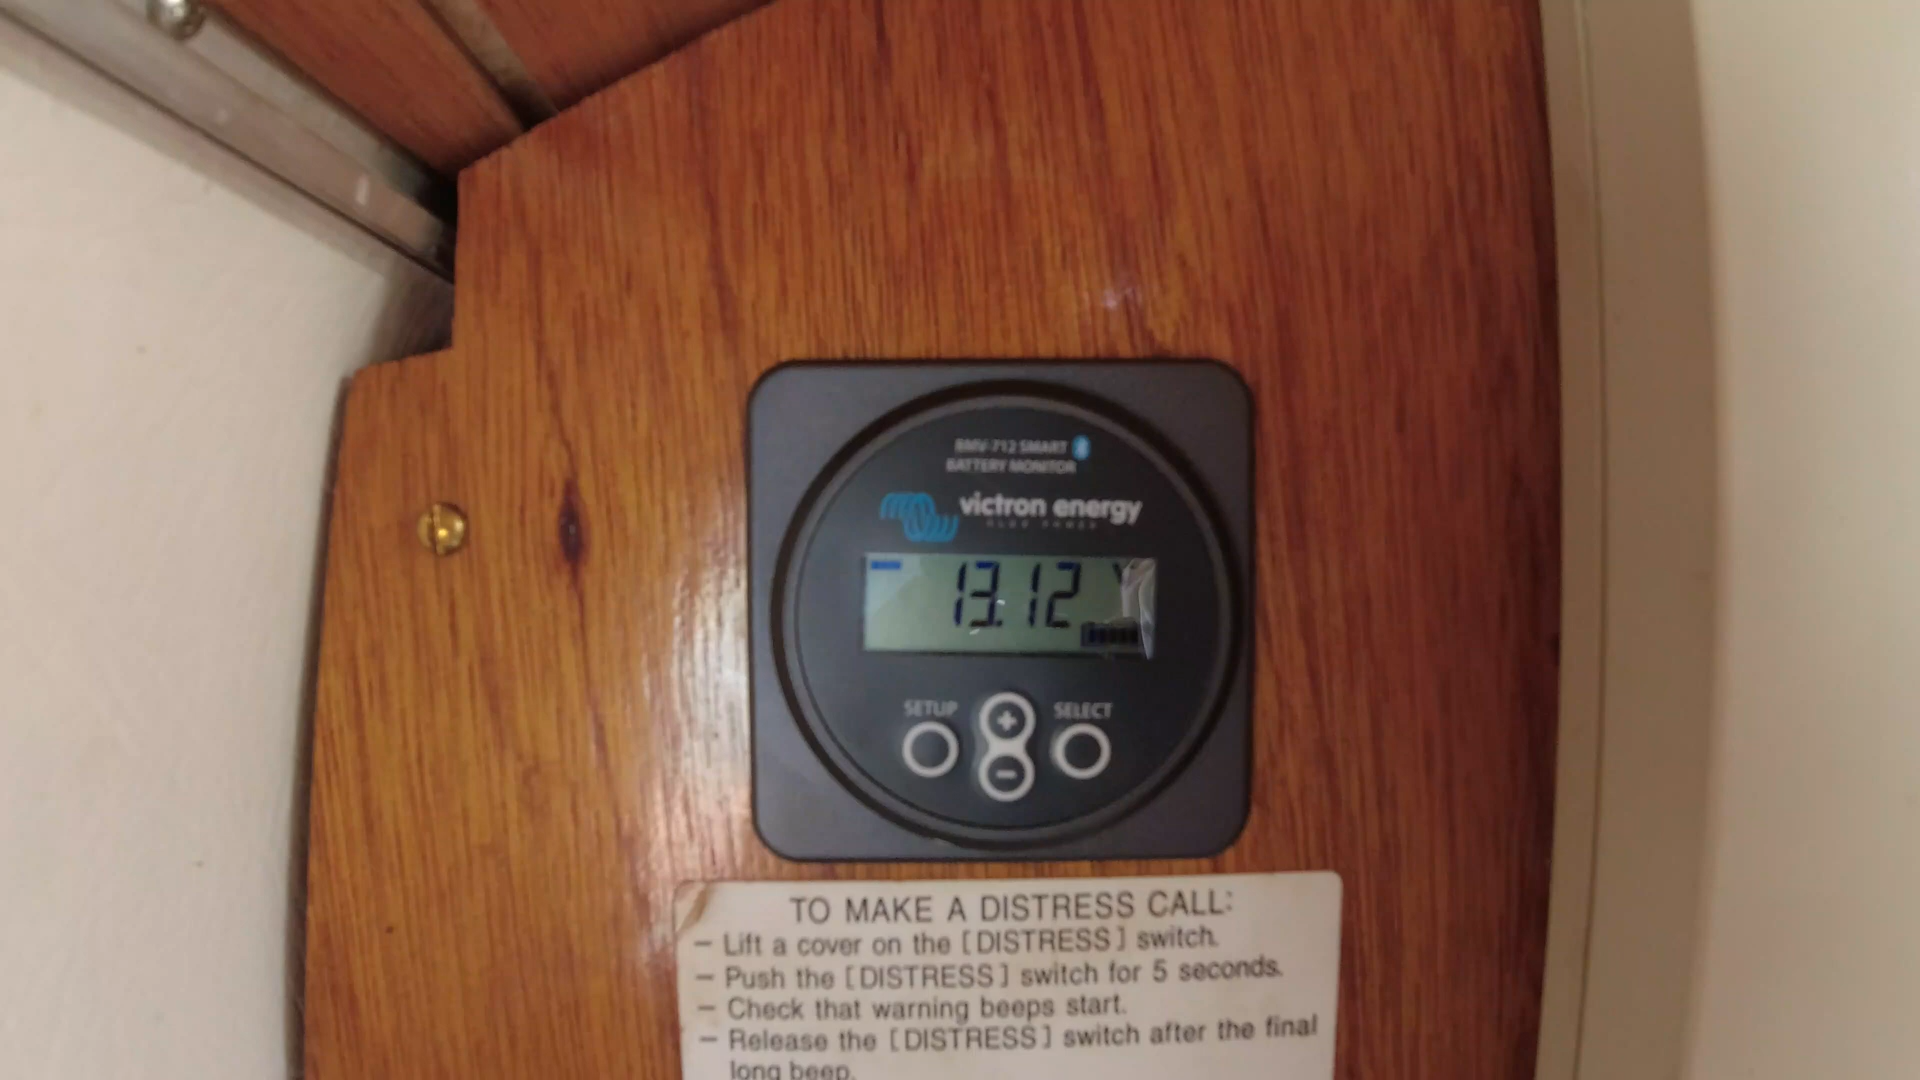 BMV-712 SMART
BATTERY MONITOR
victron energy
BLUE POWER
13.12 V
SETUP
+
SELECT
−
TO MAKE A DISTRESS CALL:
– Lift a cover on the [DISTRESS] switch.
– Push the [DISTRESS] switch for 5 seconds.
– Check that warning beeps start.
– Release the [DISTRESS] switch after the final
long beep.